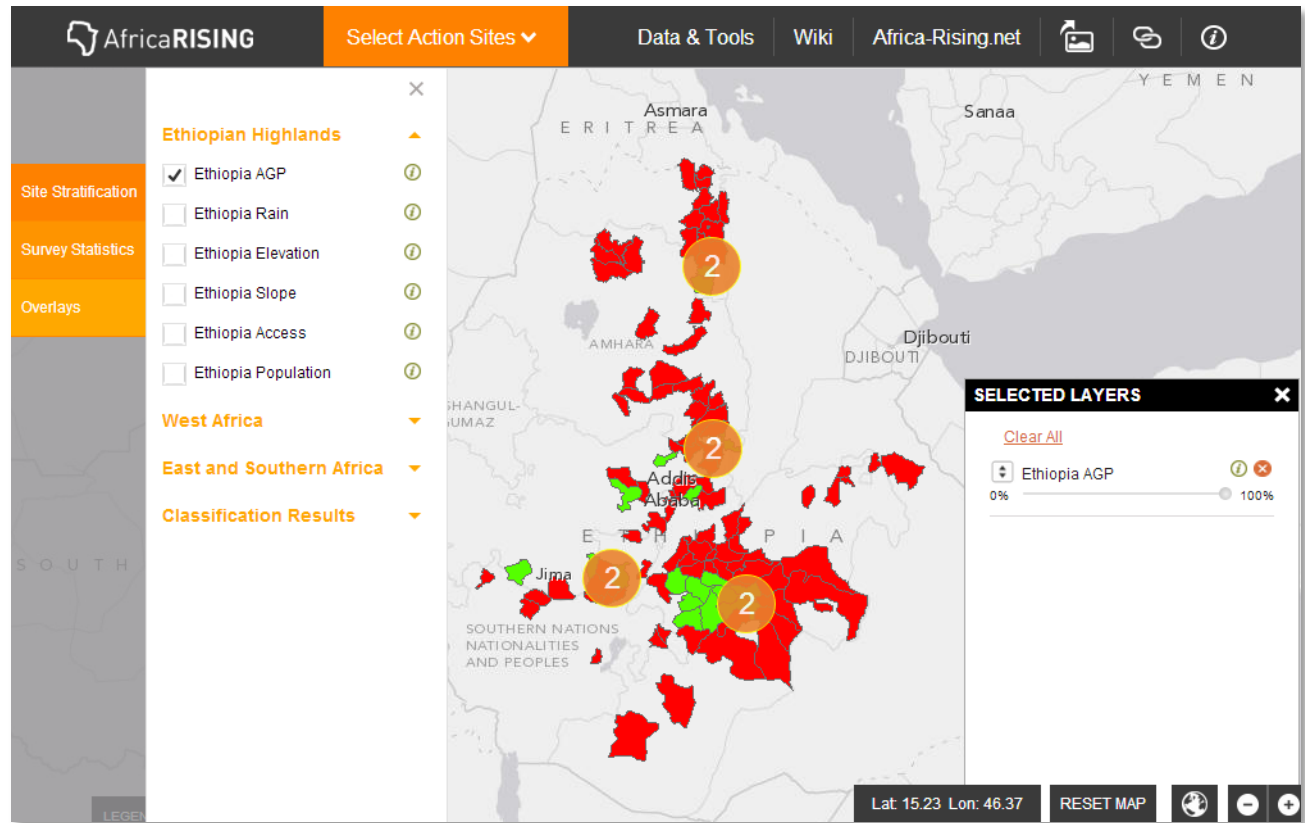 AfricaRISING
Select Action Sites
Data & Tools
Wiki
Africa-Rising.net
Site Stratification
Survey Statistics
Overlays
Ethiopian Highlands
Ethiopia AGP
Ethiopia Rain
Ethiopia Elevation
Ethiopia Slope
Ethiopia Access
Ethiopia Population
West Africa
East and Southern Africa
Classification Results
YEMEN
Asmara
ERITREA
Sanaa
2
AMHARA
Djibouti
DJIBOUTI
SHANGUL-
GUMAZ
2
Addis
Ababa
ETHIOPIA
SOUTH
Jima
2
2
SOUTHERN NATIONS
NATIONALITIES
AND PEOPLES
SELECTED LAYERS
Clear All
Ethiopia AGP
0%
100%
Lat: 15.23 Lon: 46.37
RESET MAP